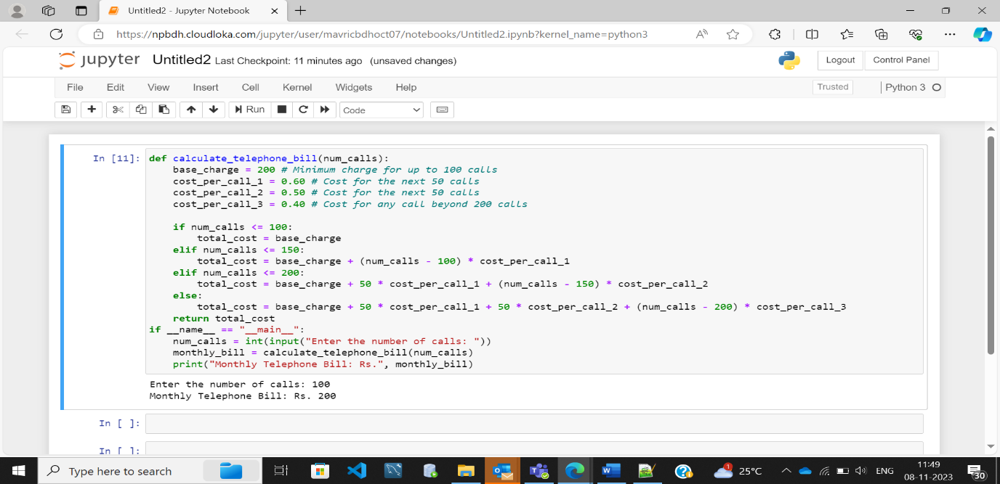 Untitled2 - Jupyter Notebook
https://npbdh.cloudloka.com/jupyter/user/mavricbdhoct07/notebooks/Untitled2.ipynb?kernel_name=python3
jupyter Untitled2 Last Checkpoint: 11 minutes ago (unsaved changes)
Logout Control Panel
File Edit View Insert Cell Kernel Widgets Help Trusted Python 3
Run Code
In [11]: def calculate_telephone_bill(num_calls):
    base_charge = 200 # Minimum charge for up to 100 calls
    cost_per_call_1 = 0.60 # Cost for the next 50 calls
    cost_per_call_2 = 0.50 # Cost for the next 50 calls
    cost_per_call_3 = 0.40 # Cost for any call beyond 200 calls
    if num_calls <= 100:
        total_cost = base_charge
    elif num_calls <= 150:
        total_cost = base_charge + (num_calls - 100) * cost_per_call_1
    elif num_calls <= 200:
        total_cost = base_charge + 50 * cost_per_call_1 + (num_calls - 150) * cost_per_call_2
    else:
        total_cost = base_charge + 50 * cost_per_call_1 + 50 * cost_per_call_2 + (num_calls - 200) * cost_per_call_3
    return total_cost
if __name__ == "__main__":
    num_calls = int(input("Enter the number of calls: "))
    monthly_bill = calculate_telephone_bill(num_calls)
    print("Monthly Telephone Bill: Rs.", monthly_bill)
Enter the number of calls: 100
Monthly Telephone Bill: Rs. 200
In [ ]:
In [ ]:
Type here to search
1
25°C
ENG
11:49
08-11-2023
30